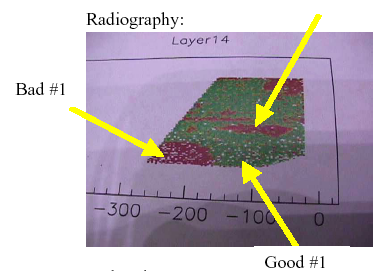 Radiography:
Layer14
Bad #1
-300 -200 -100 0
Good #1